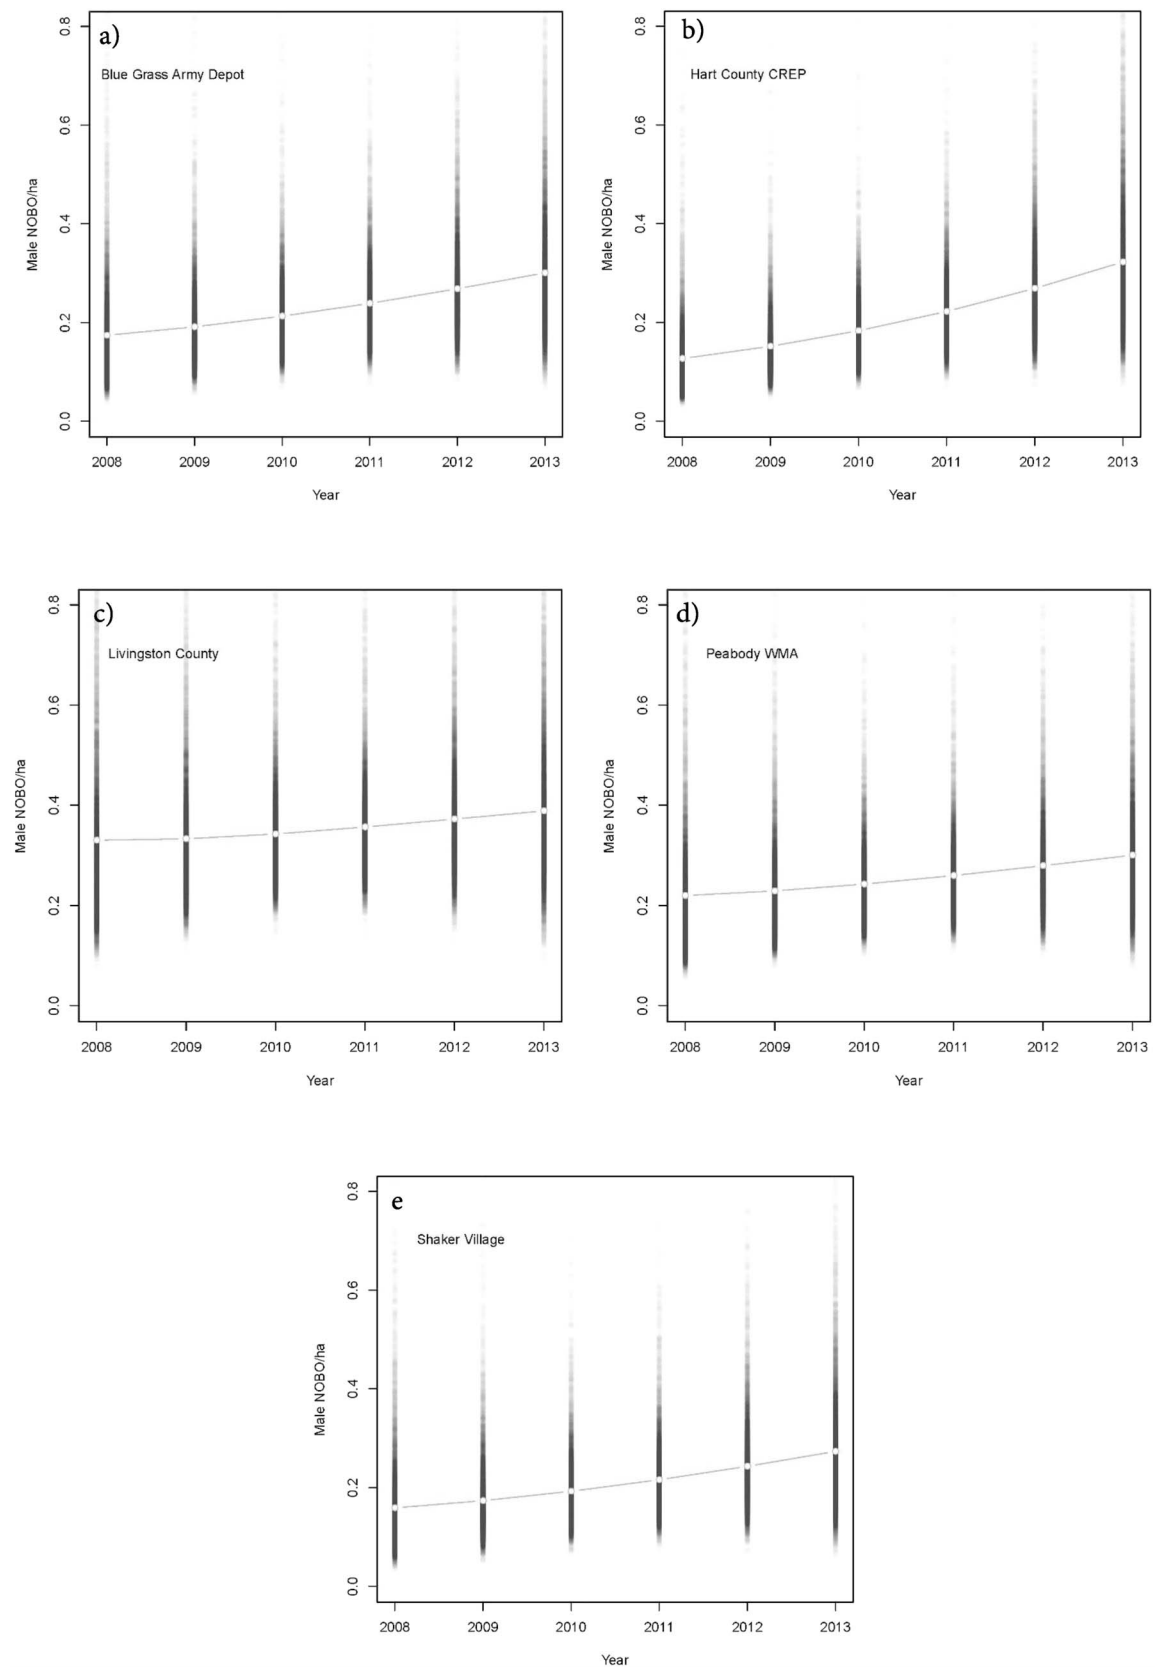 a)
Blue Grass Army Depot
Male NOBO/ha
0.8
0.6
0.4
0.2
0.0
2008 2009 2010 2011 2012 2013
Year
b)
Hart County CREP
Male NOBO/ha
0.8
0.6
0.4
0.2
0.0
2008 2009 2010 2011 2012 2013
Year
c)
Livingston County
Male NOBO/ha
0.8
0.6
0.4
0.2
0.0
2008 2009 2010 2011 2012 2013
Year
d)
Peabody WMA
Male NOBO/ha
0.8
0.6
0.4
0.2
0.0
2008 2009 2010 2011 2012 2013
Year
e
Shaker Village
Male NOBO/ha
0.8
0.6
0.4
0.2
0.0
2008 2009 2010 2011 2012 2013
Year